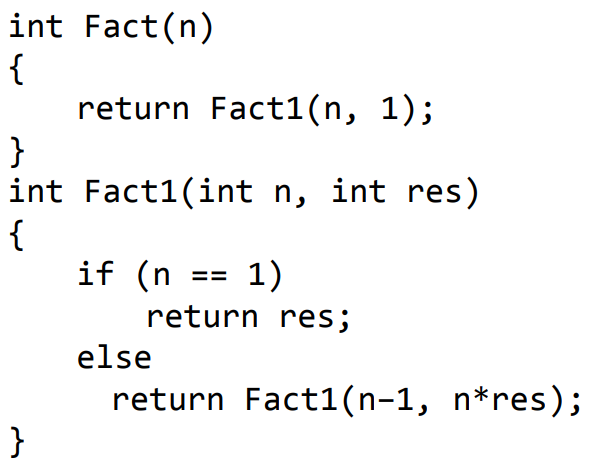 int Fact(n)
{
    return Fact1(n, 1);
}
int Fact1(int n, int res)
{
    if (n == 1)
        return res;
    else
      return Fact1(n–1, n*res);
}